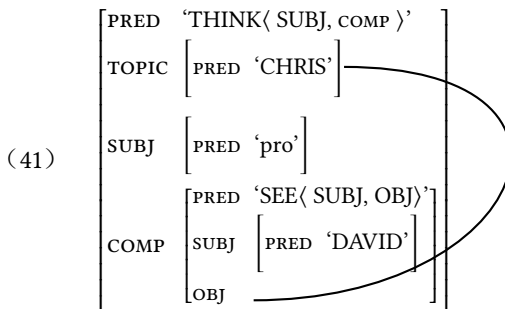 PRED ‘THINK⟨ SUBJ, COMP ⟩’
TOPIC [PRED ‘CHRIS’]
(41) SUBJ [PRED ‘pro’]
PRED ‘SEE⟨ SUBJ, OBJ⟩’
COMP SUBJ [PRED ‘DAVID’]
OBJ